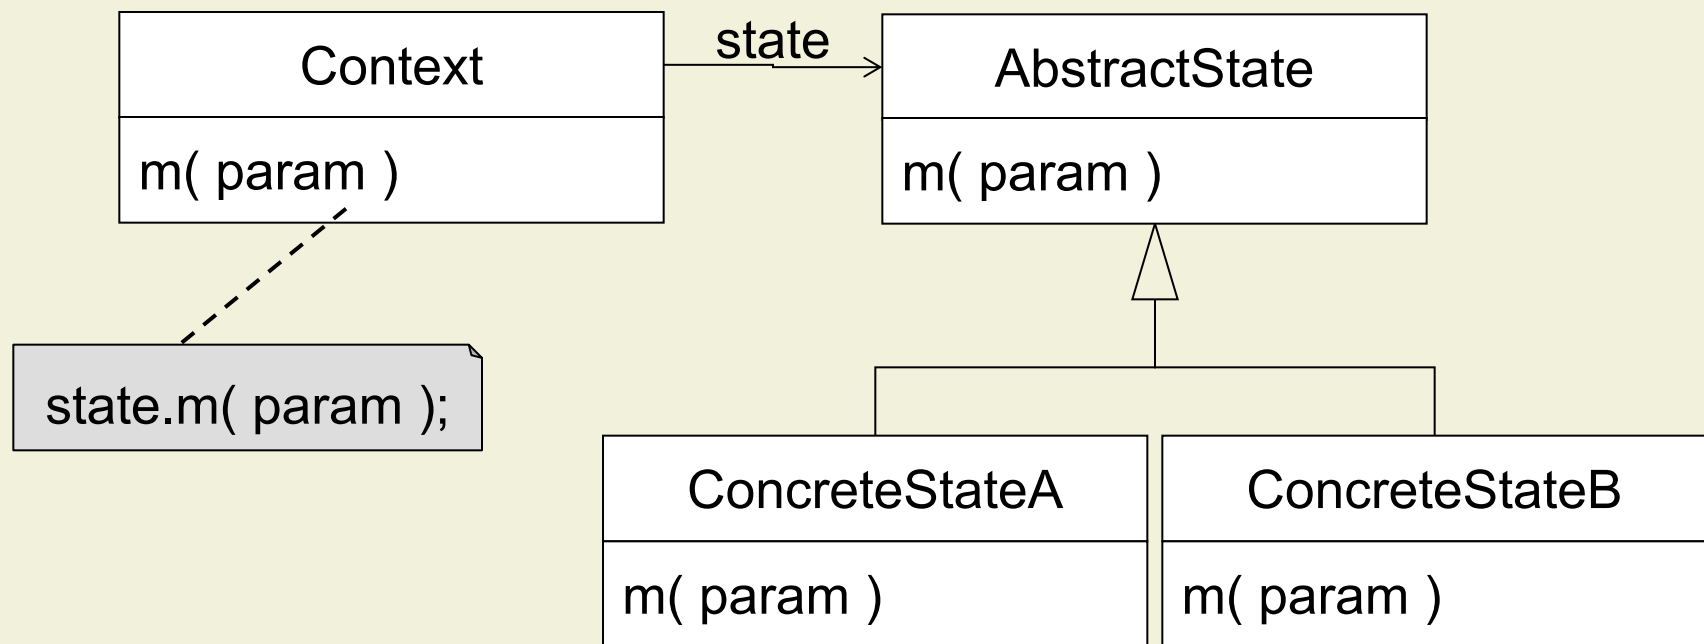 Context
m( param )
state
AbstractState
m( param )
state.m( param );
ConcreteStateA
m( param )
ConcreteStateB
m( param )